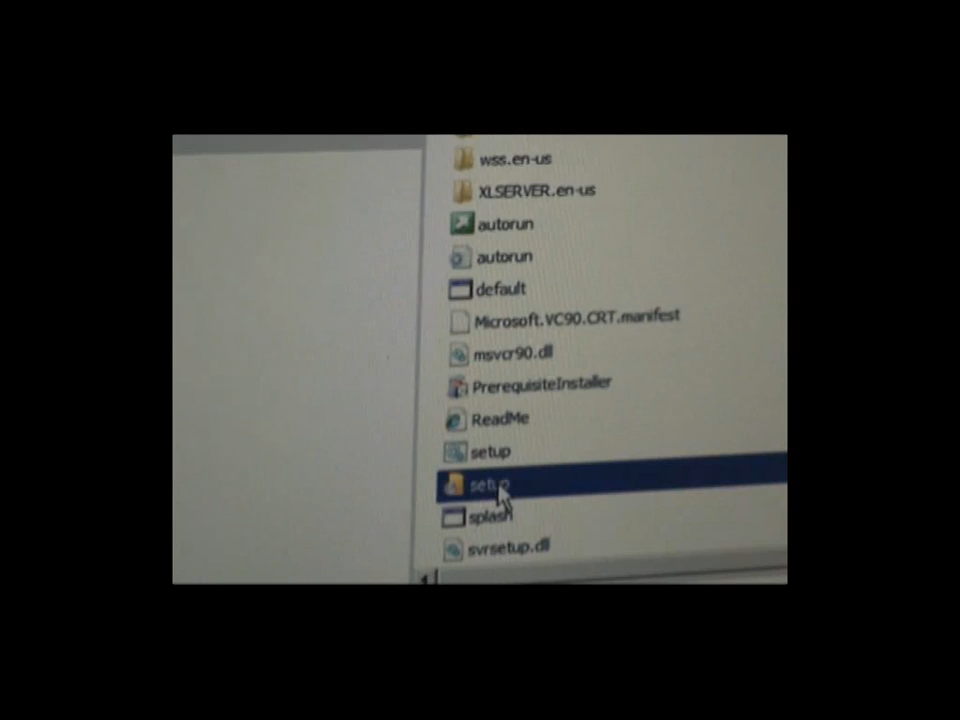 wss.en-us
XLSERVER.en-us
autorun
autorun
default
Microsoft.VC90.CRT.manifest
msvcr90.dll
PrerequisiteInstaller
ReadMe
setup
setup
splash
svrsetup.dll